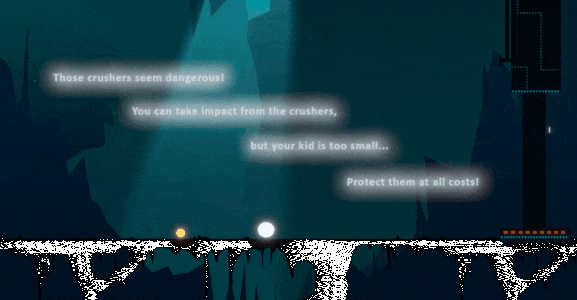 Those crushers seem dangerous!
You can take impact from the crushers,
but your kid is too small...
Protect them at all costs!